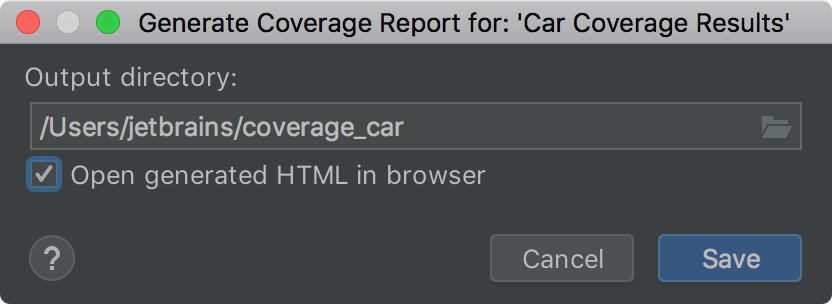 Generate Coverage Report for: 'Car Coverage Results'
Output directory:
/Users/jetbrains/coverage_car
Open generated HTML in browser
?
Cancel
Save